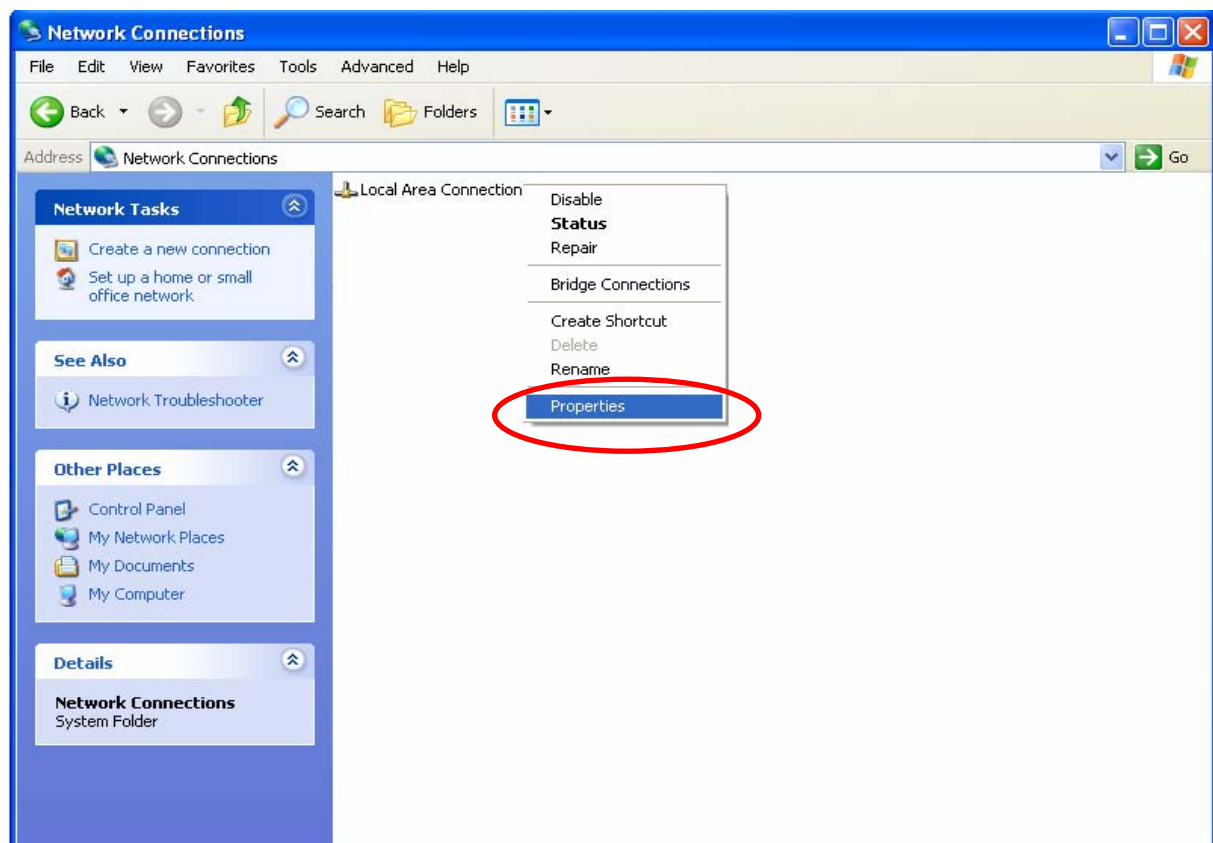 Network Connections
File Edit View Favorites Tools Advanced Help
Back Search Folders
Address Network Connections Go
Network Tasks
Create a new connection
Set up a home or small
office network
See Also
Network Troubleshooter
Other Places
Control Panel
My Network Places
My Documents
My Computer
Details
Network Connections
System Folder
Local Area Connection
Disable
Status
Repair
Bridge Connections
Create Shortcut
Delete
Rename
Properties